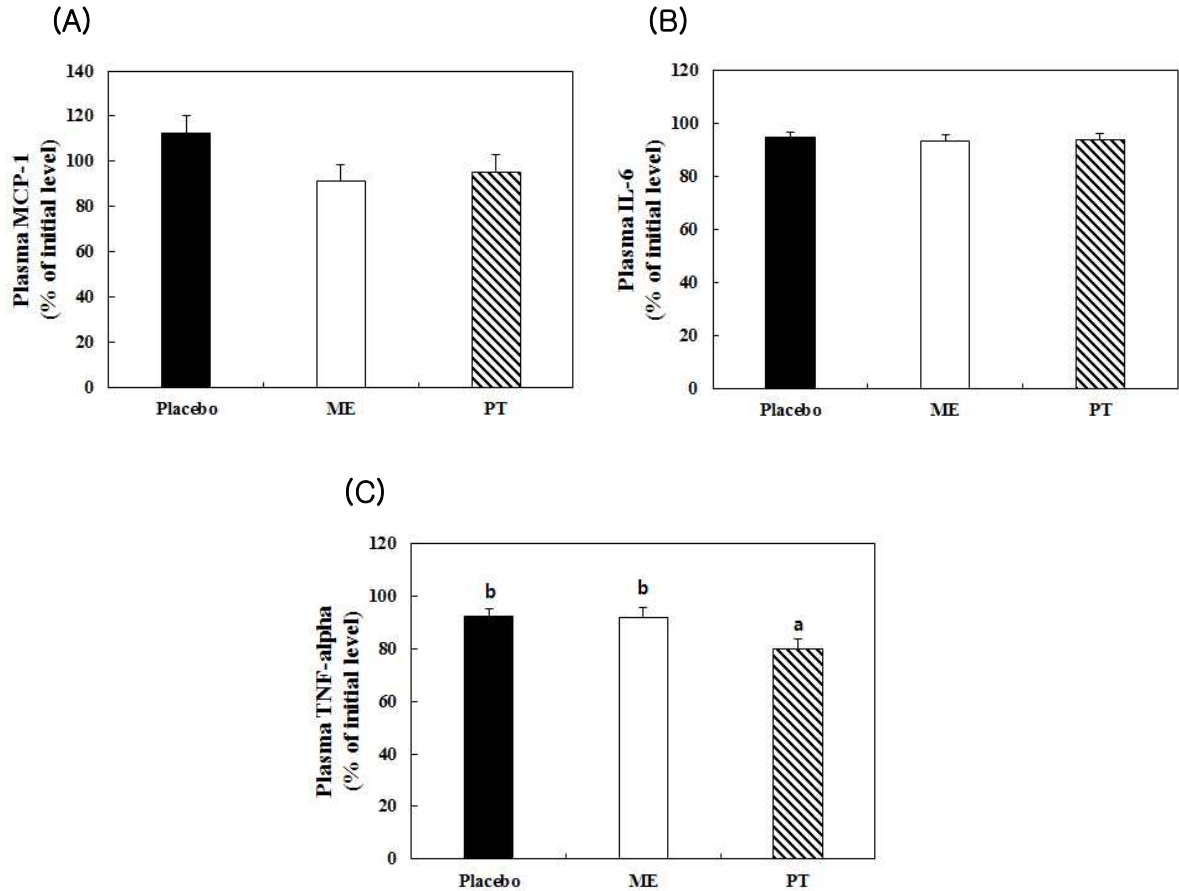 (A)
140
120
100
80
60
40
20
0
Plasma MCP-1
(% of initial level)
Placebo ME PT
(B)
120
100
80
60
40
20
0
Plasma IL-6
(% of initial level)
Placebo ME PT
(C)
120
100
80
60
40
20
0
Plasma TNF-alpha
(% of initial level)
b b a
Placebo ME PT